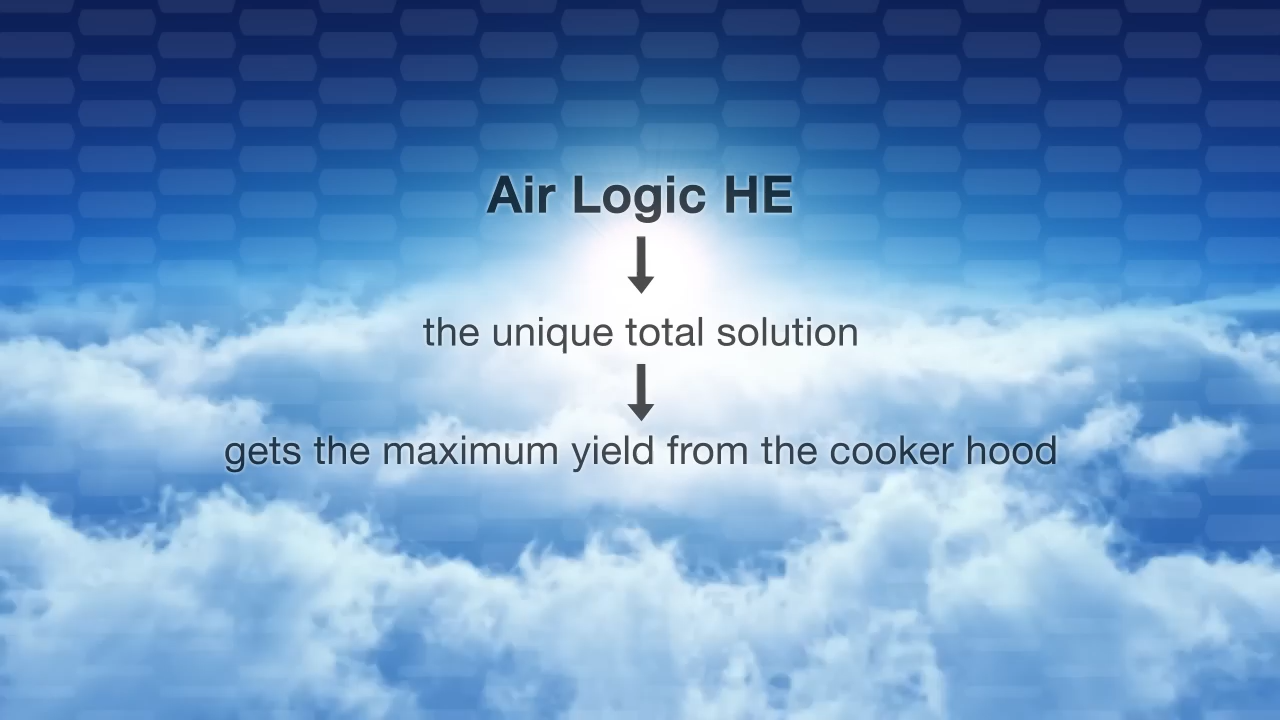 Air Logic HE
the unique total solution
gets the maximum yield from the cooker hood